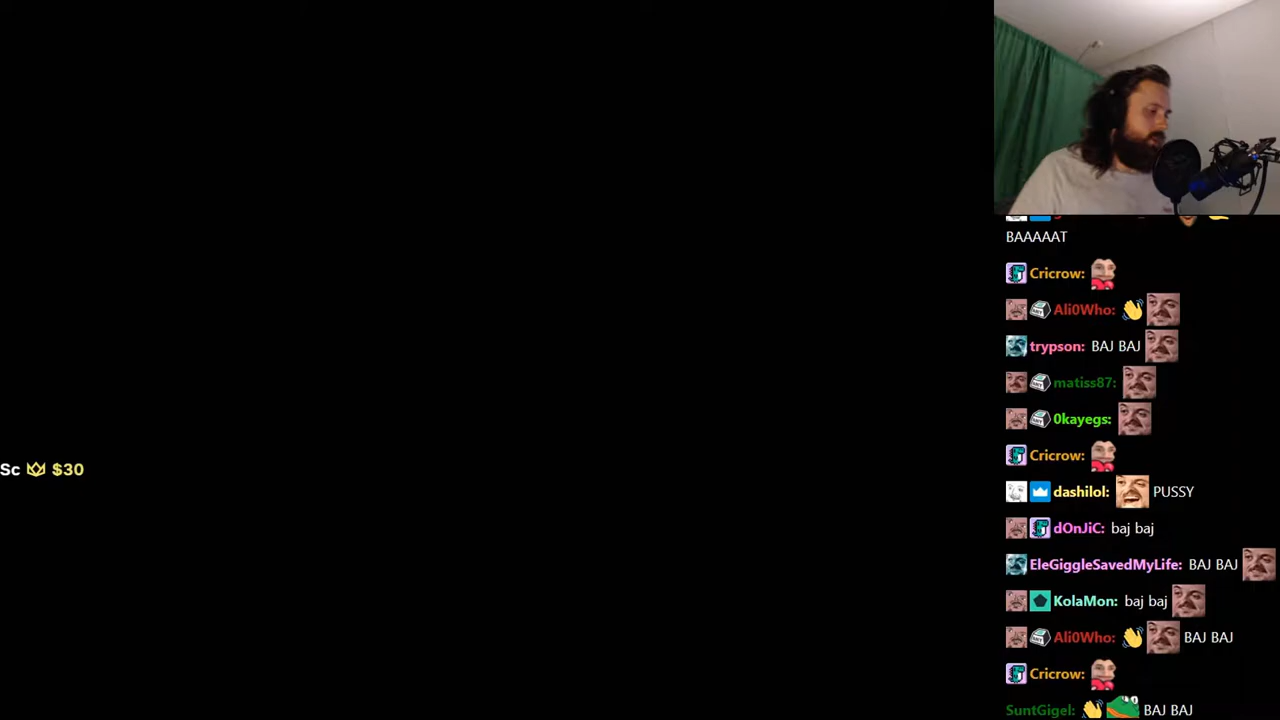 BAAAAAT
Cricrow:
Ali0Who:
trypson: BAJ BAJ
matiss87:
0kayegs:
Cricrow:
Sc $30
dashilol: PUSSY
dOnJiC: baj baj
EleGiggleSavedMyLife: BAJ BAJ
KolaMon: baj baj
Ali0Who: BAJ BAJ
Cricrow:
SuntGigel: BAJ BAJ